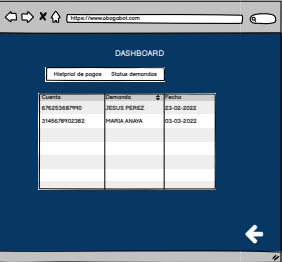 https://www.abogabot.com
DASHBOARD
Histprial de pagos Status demandas
Cuenta Demanda Fecha
676253687990 JESUS PEREZ 23-02-2022
3145678902382 MARIA ANAYA 03-03-2022